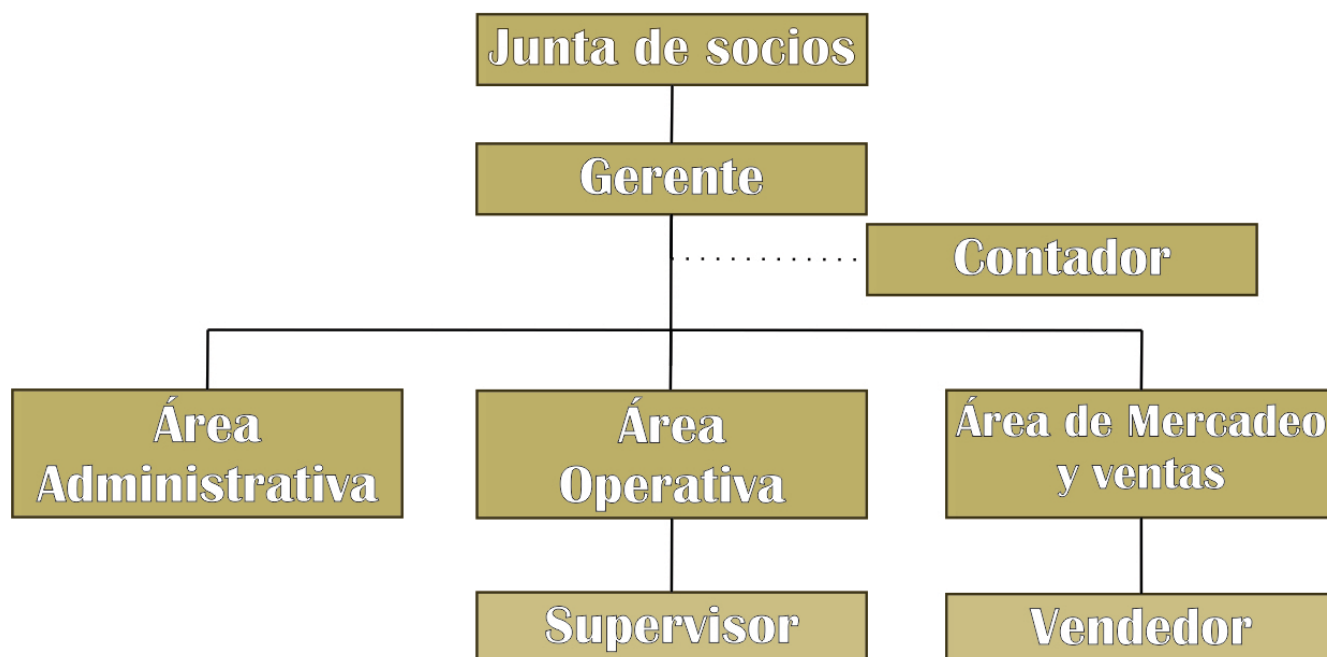 Junta de socios
Gerente
Contador
Área
Administrativa
Área
Operativa
Área de Mercadeo
y ventas
Supervisor
Vendedor